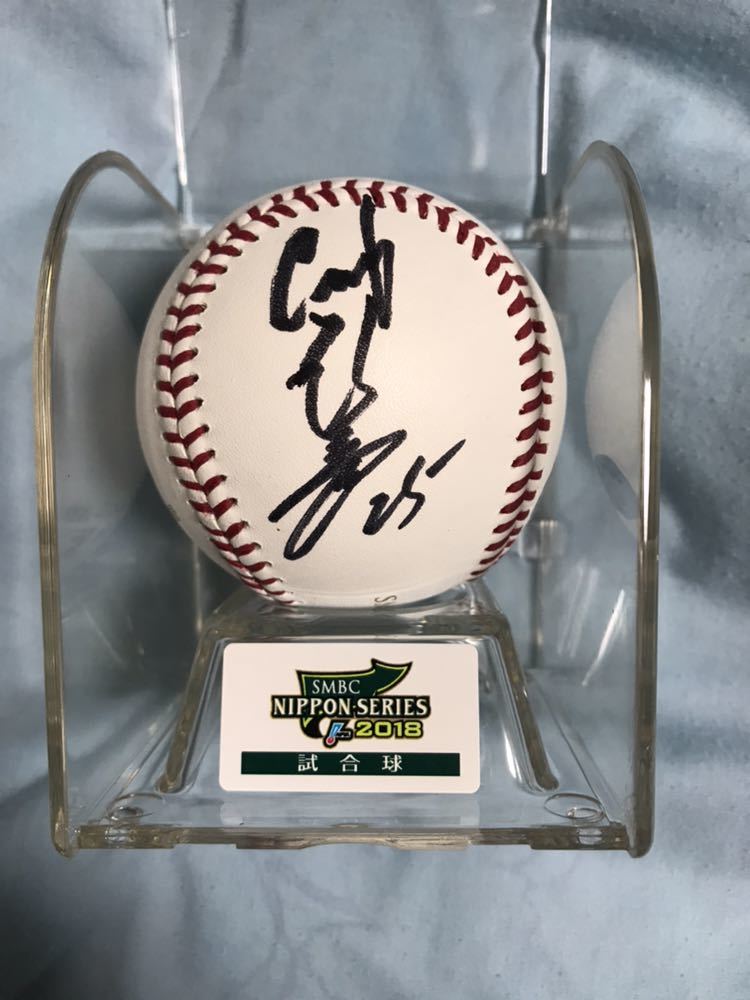 25
SMBC
NIPPON SERIES
2018
試合球